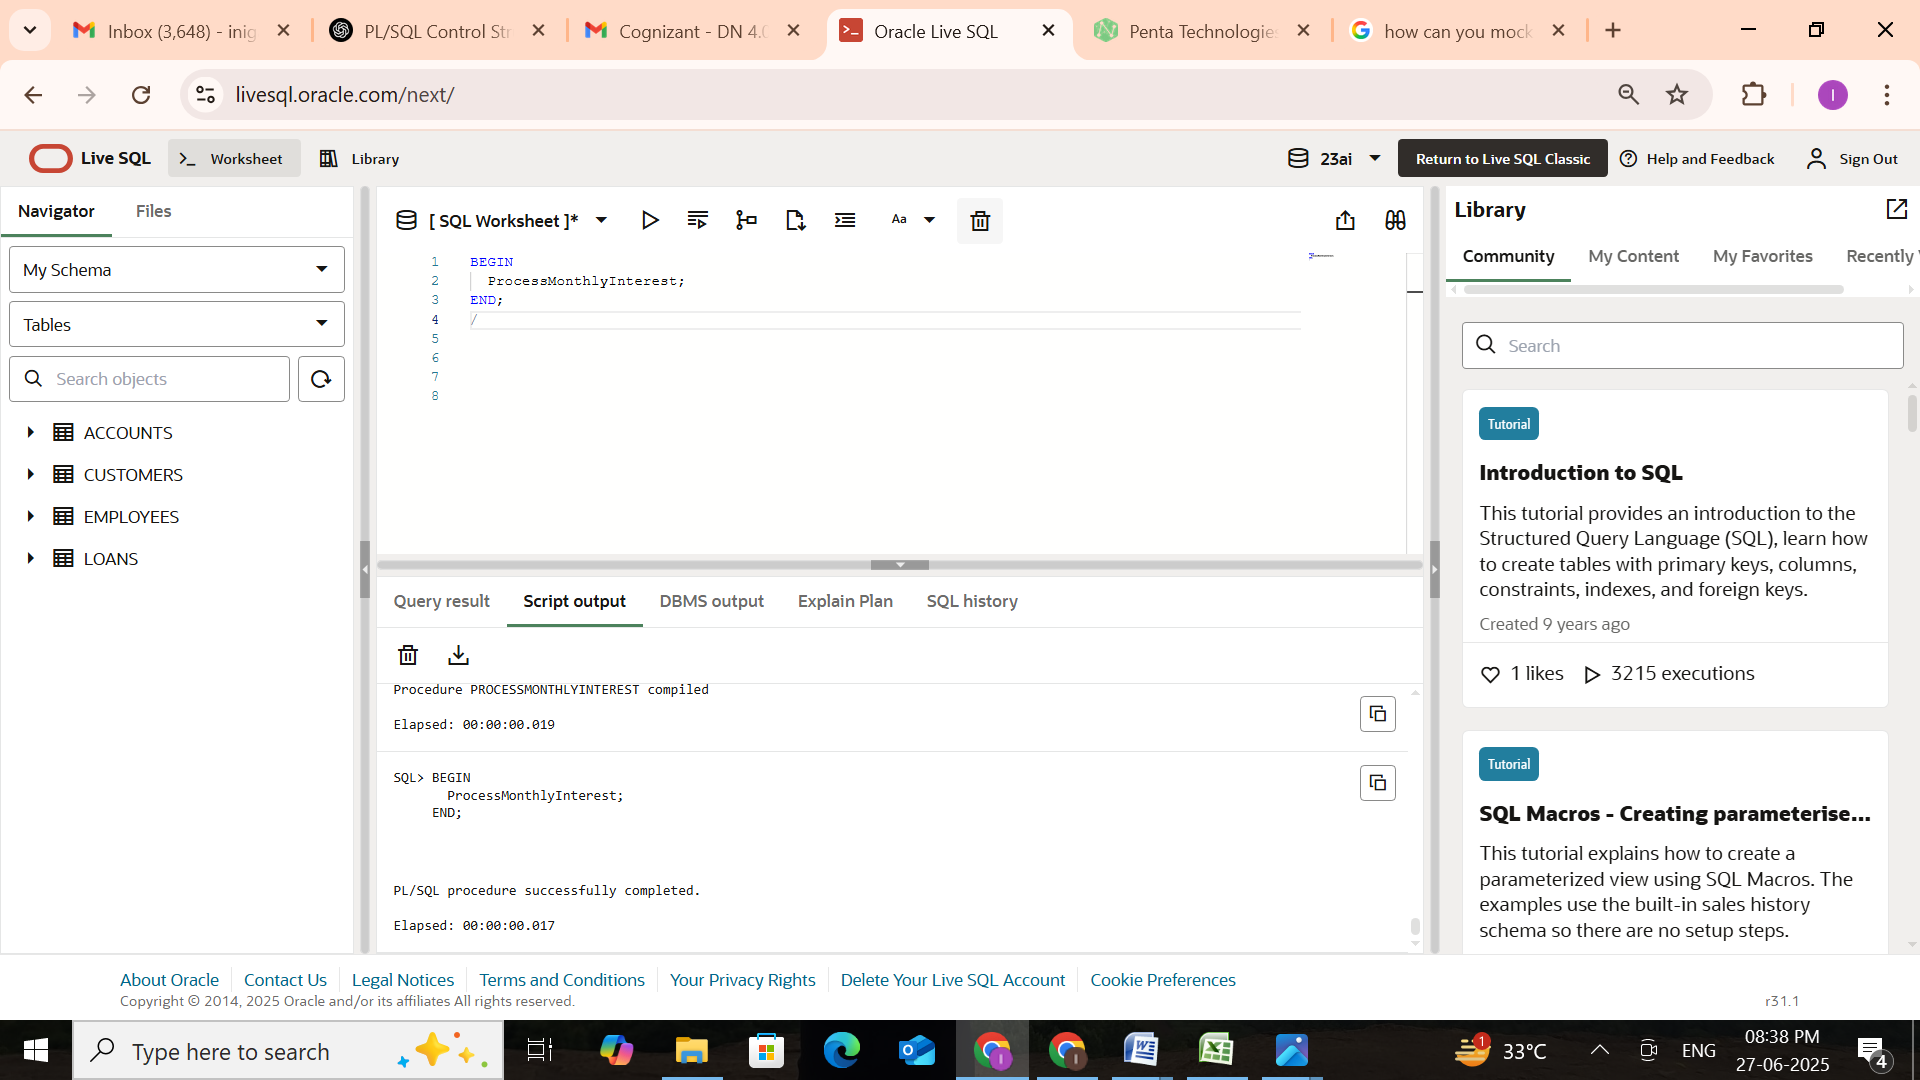 Inbox (3,648) - inig
PL/SQL Control Str
Cognizant - DN 4.0
Oracle Live SQL
Penta Technologies
how can you mock
livesql.oracle.com/next/
I
Live SQL
Worksheet
Library
23ai
Return to Live SQL Classic
Help and Feedback
Sign Out
Navigator
Files
My Schema
Tables
Search objects
ACCOUNTS
CUSTOMERS
EMPLOYEES
LOANS
[ SQL Worksheet ]*
Aa
1 BEGIN
2 ProcessMonthlyInterest;
3 END;
4 /
5
6
7
8
Query result
Script output
DBMS output
Explain Plan
SQL history
Procedure PROCESSMONTHLYINTEREST compiled
Elapsed: 00:00:00.019
SQL> BEGIN
ProcessMonthlyInterest;
END;
PL/SQL procedure successfully completed.
Elapsed: 00:00:00.017
Library
Community
My Content
My Favorites
Recently V
Search
Tutorial
Introduction to SQL
This tutorial provides an introduction to the
Structured Query Language (SQL), learn how
to create tables with primary keys, columns,
constraints, indexes, and foreign keys.
Created 9 years ago
1 likes
3215 executions
Tutorial
SQL Macros - Creating parameterise...
This tutorial explains how to create a
parameterized view using SQL Macros. The
examples use the built-in sales history
schema so there are no setup steps.
About Oracle
Contact Us
Legal Notices
Terms and Conditions
Your Privacy Rights
Delete Your Live SQL Account
Cookie Preferences
Copyright © 2014, 2025 Oracle and/or its affiliates All rights reserved.
r31.1
Type here to search
1
33°C
ENG
08:38 PM
27-06-2025
4